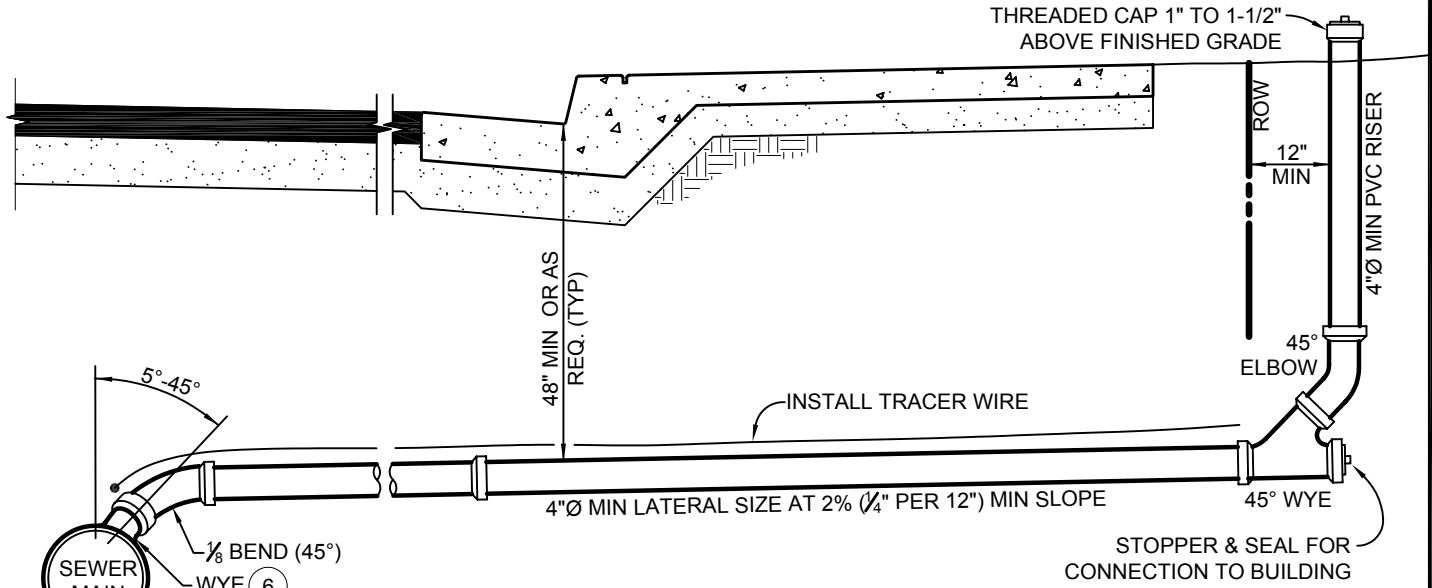 THREADED CAP 1" TO 1-1/2"
ABOVE FINISHED GRADE
ROW
12"
MIN
4"Ø MIN PVC RISER
45°
ELBOW
48" MIN OR AS
REQ. (TYP)
5°-45°
INSTALL TRACER WIRE
4"Ø MIN LATERAL SIZE AT 2% (1/4" PER 12") MIN SLOPE
45° WYE
1/8 BEND (45°)
STOPPER & SEAL FOR
CONNECTION TO BUILDING
SEWER
MAIN
WYE 6